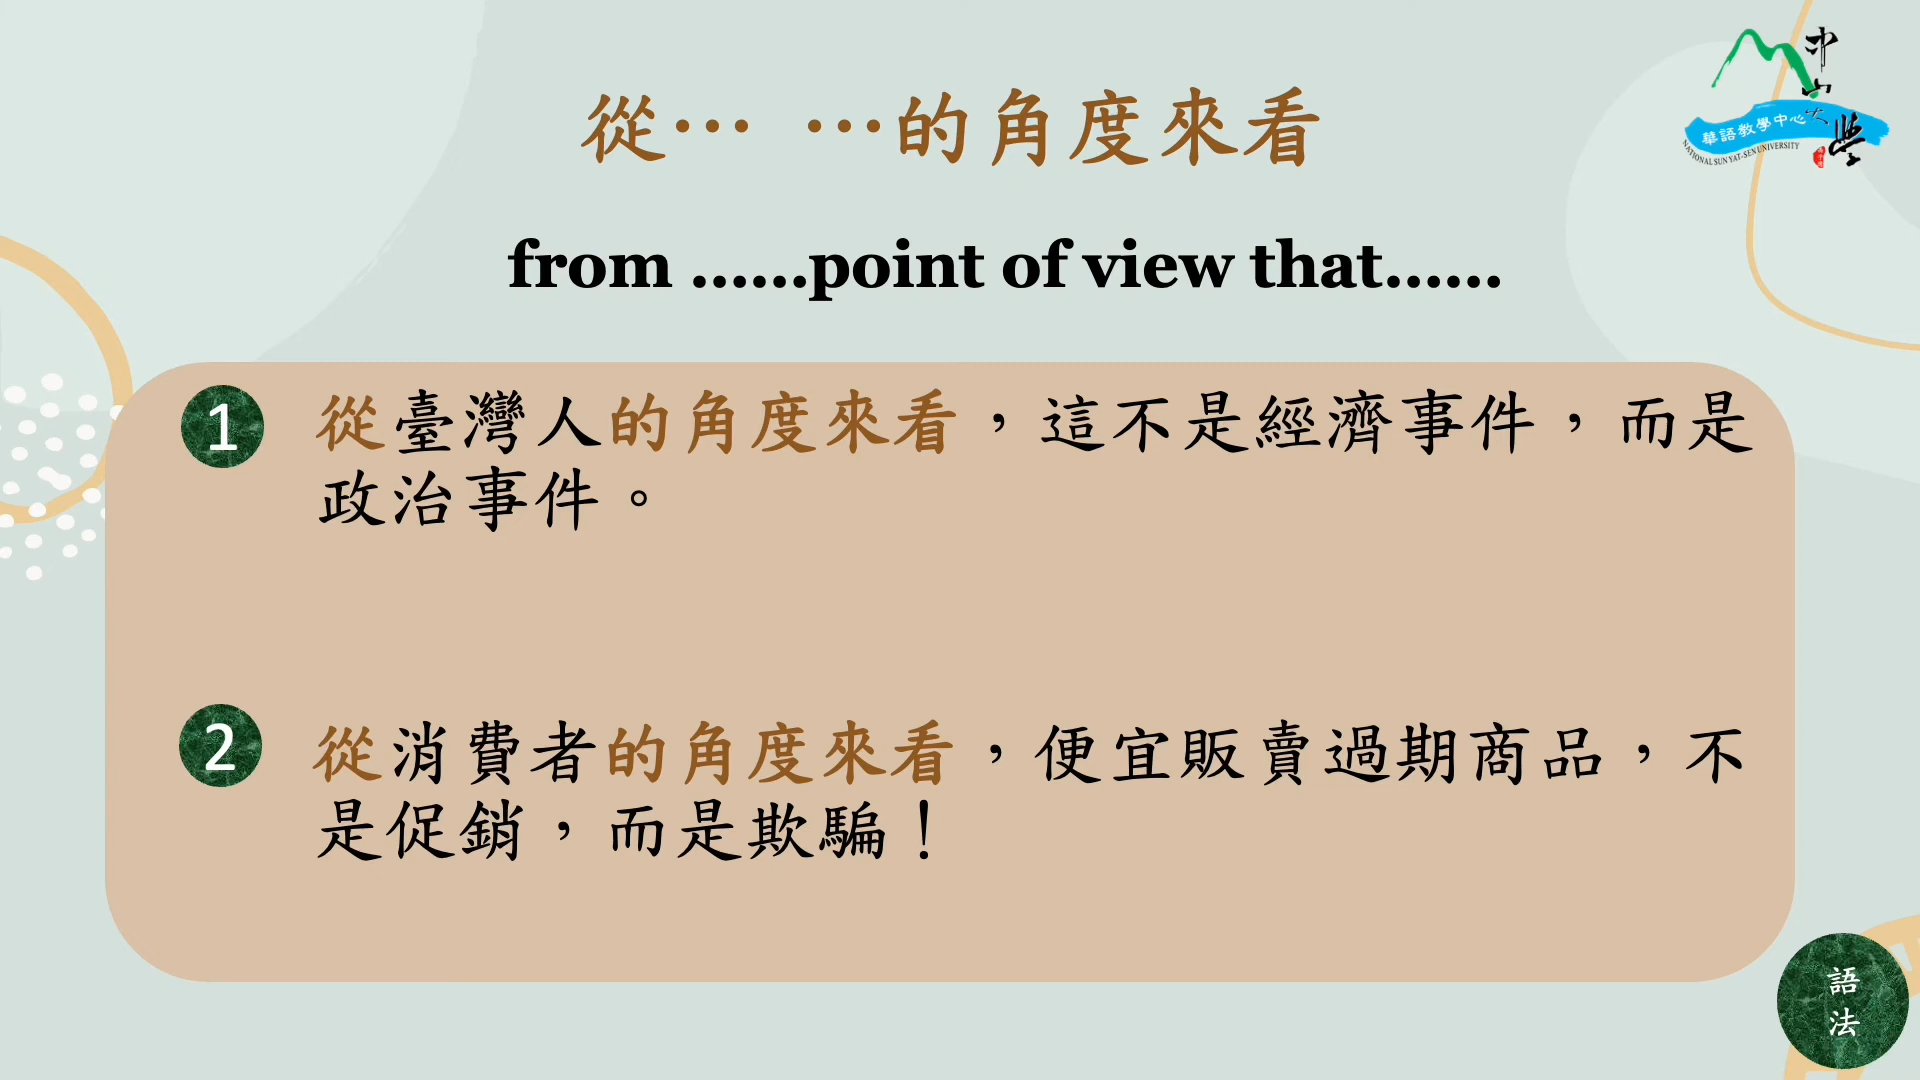 從… …的角度來看
中山大學
華語教學中心
NATIONAL SUN YAT-SEN UNIVERSITY
from ......point of view that......
1 從臺灣人的角度來看，這不是經濟事件，而是
政治事件。
2 從消費者的角度來看，便宜販賣過期商品，不
是促銷，而是欺騙！
語
法